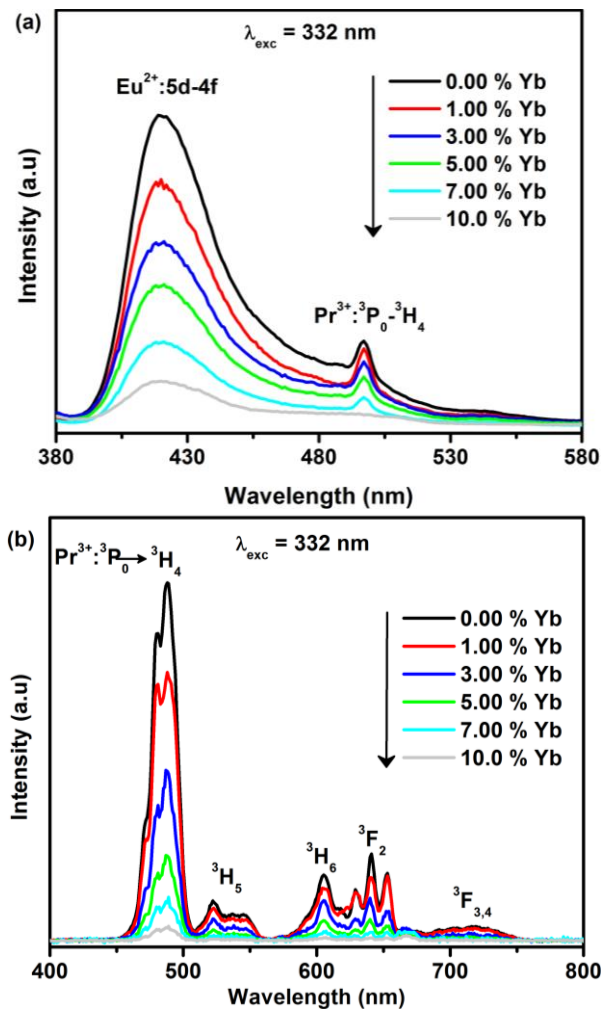 (a)
λexc = 332 nm
Eu2+:5d-4f
0.00 % Yb
1.00 % Yb
3.00 % Yb
5.00 % Yb
7.00 % Yb
10.0 % Yb
Pr3+:3P0-3H4
Intensity (a.u)
380 430 480 530 580
Wavelength (nm)
(b)
Pr3+:3P0→3H4
λexc = 332 nm
0.00 % Yb
1.00 % Yb
3.00 % Yb
5.00 % Yb
7.00 % Yb
10.0 % Yb
3H5
3H6
3F2
3F3,4
Intensity (a.u)
400 500 600 700 800
Wavelength (nm)